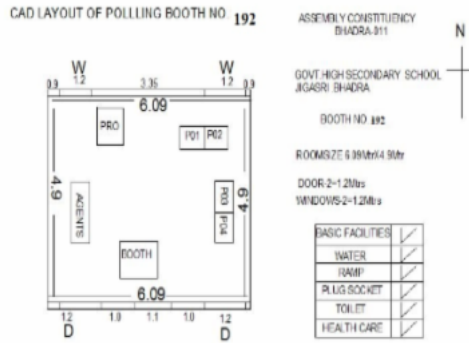 CAD LAYOUT OF POLLLING BOOTH NO. 192
W W
0.9 1.2 3.35 1.2 0.9
6.09
PRO
P01 P02
4.9
AGENTS
P03
P04
4.9
BOOTH
6.09
1.2 1.0 1.1 1.0 1.2
D D
ASSEMBLY CONSTITUENCY
BHADRA-011
N
GOVT.HIGH SECONDARY SCHOOL
JIGASRI BHADRA
BOOTH NO 192
ROOMSIZE 6.09MtrX4.9Mtr
DOOR-2=1.2Mtrs
WINDOWS-2=1.2Mtrs
BASIC FACILITIES
WATER
RAMP
PLUG SOCKET
TOILET
HEALTH CARE